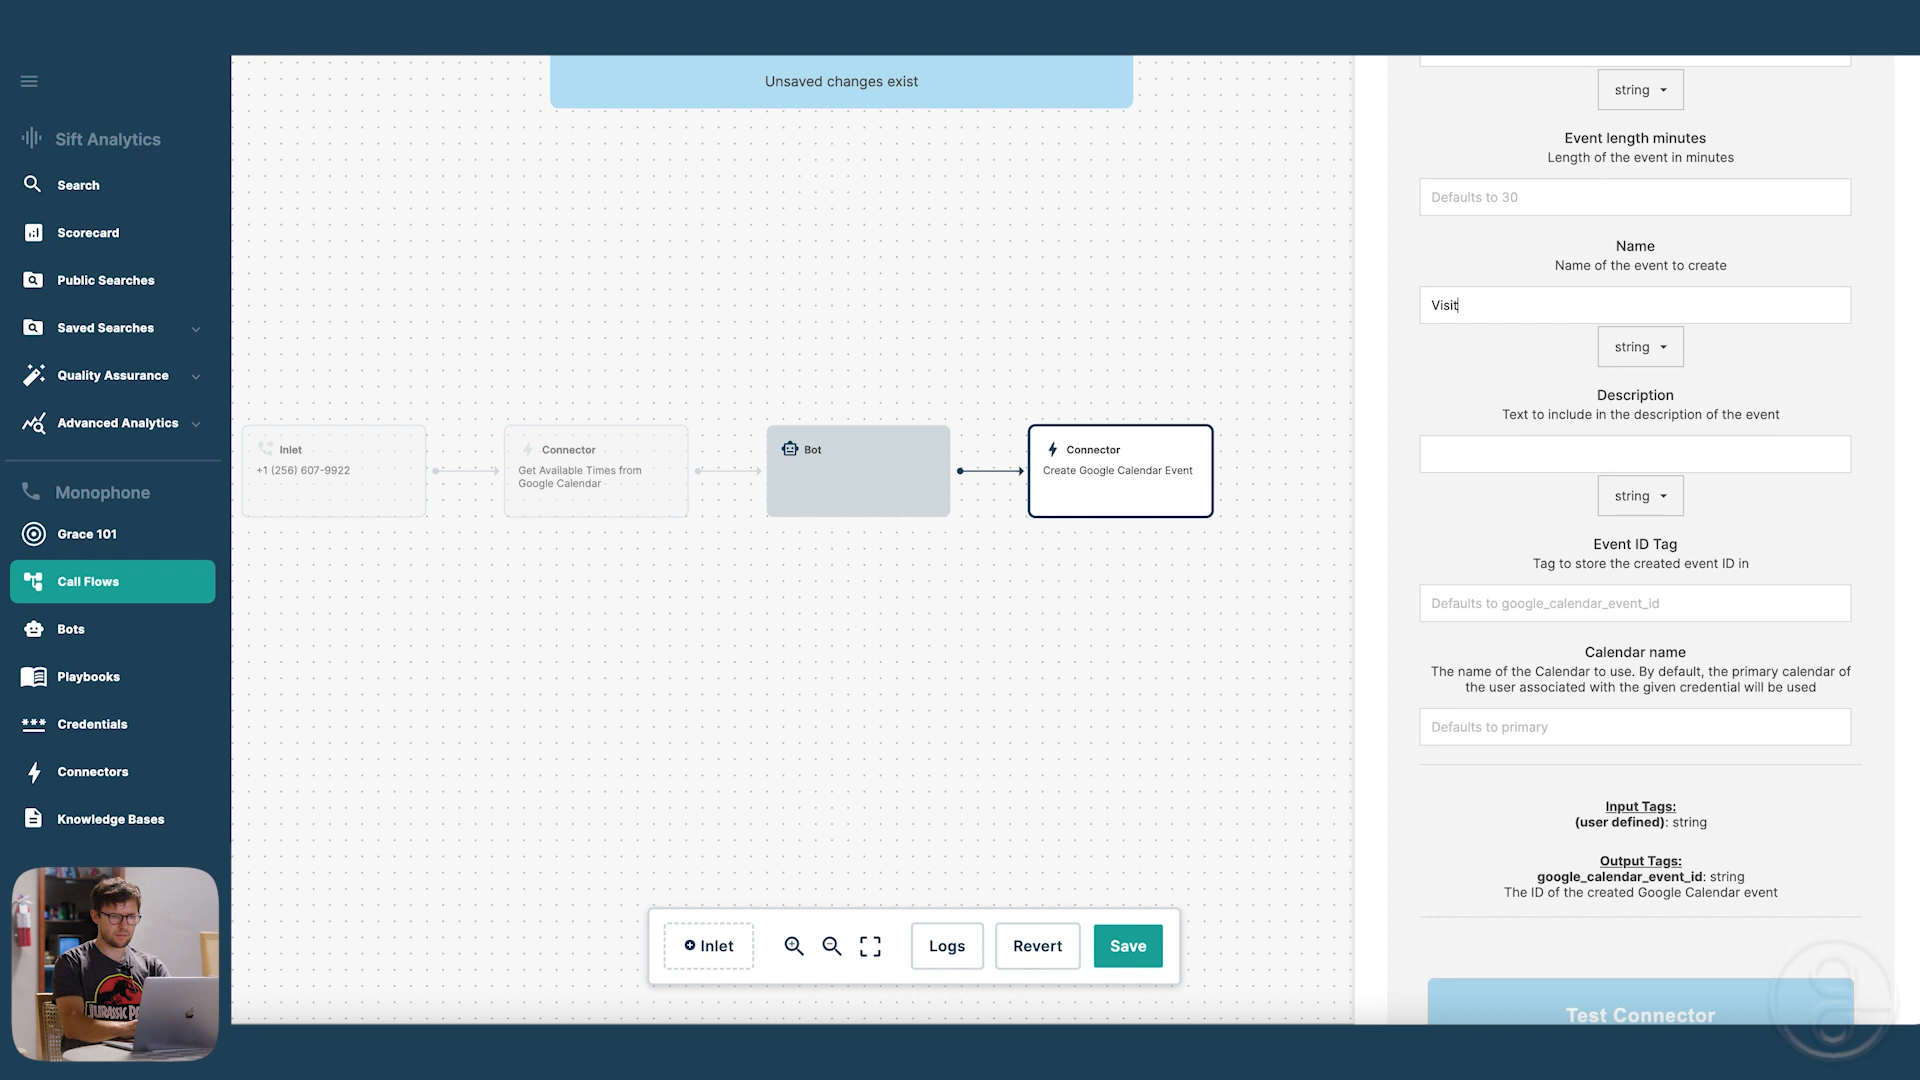 Unsaved changes exist
Sift Analytics
Search
Scorecard
Public Searches
Saved Searches
Quality Assurance
Advanced Analytics
Monophone
Grace 101
Call Flows
Bots
Playbooks
Credentials
Connectors
Knowledge Bases
Inlet
+1 (256) 607-9922
Connector
Get Available Times from
Google Calendar
Bot
Connector
Create Google Calendar Event
Inlet
Logs
Revert
Save
string
Event length minutes
Length of the event in minutes
Defaults to 30
Name
Name of the event to create
Visit
string
Description
Text to include in the description of the event
string
Event ID Tag
Tag to store the created event ID in
Defaults to google_calendar_event_id
Calendar name
The name of the Calendar to use. By default, the primary calendar of
the user associated with the given credential will be used
Defaults to primary
Input Tags:
(user defined): string
Output Tags:
google_calendar_event_id: string
The ID of the created Google Calendar event
Test Connector
JURASSIC